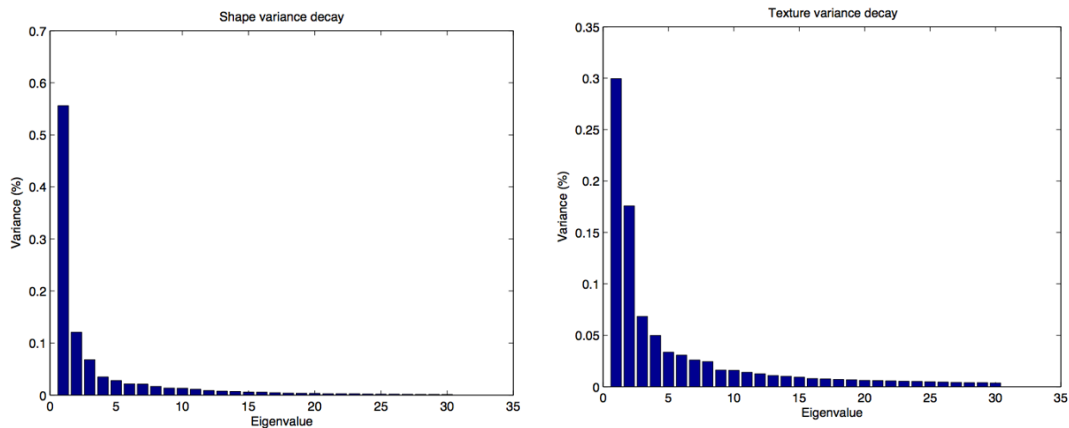 Shape variance decay
0.7
0.6
0.5
0.4
0.3
0.2
0.1
0
Variance (%)
0 5 10 15 20 25 30 35
Eigenvalue
Texture variance decay
0.35
0.3
0.25
0.2
0.15
0.1
0.05
0
Variance (%)
0 5 10 15 20 25 30 35
Eigenvalue